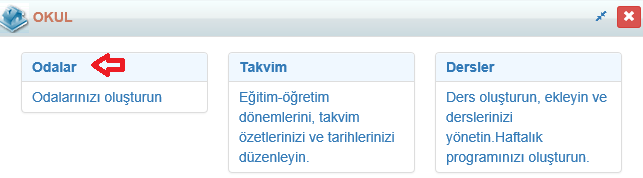 OKUL
Odalar
Odalarınızı oluşturun
Takvim
Eğitim-öğretim
dönemlerini, takvim
özetlerinizi ve tarihlerinizi
düzenleyin.
Dersler
Ders oluşturun, ekleyin ve
derslerinizi
yönetin.Haftalık
programınızı oluşturun.